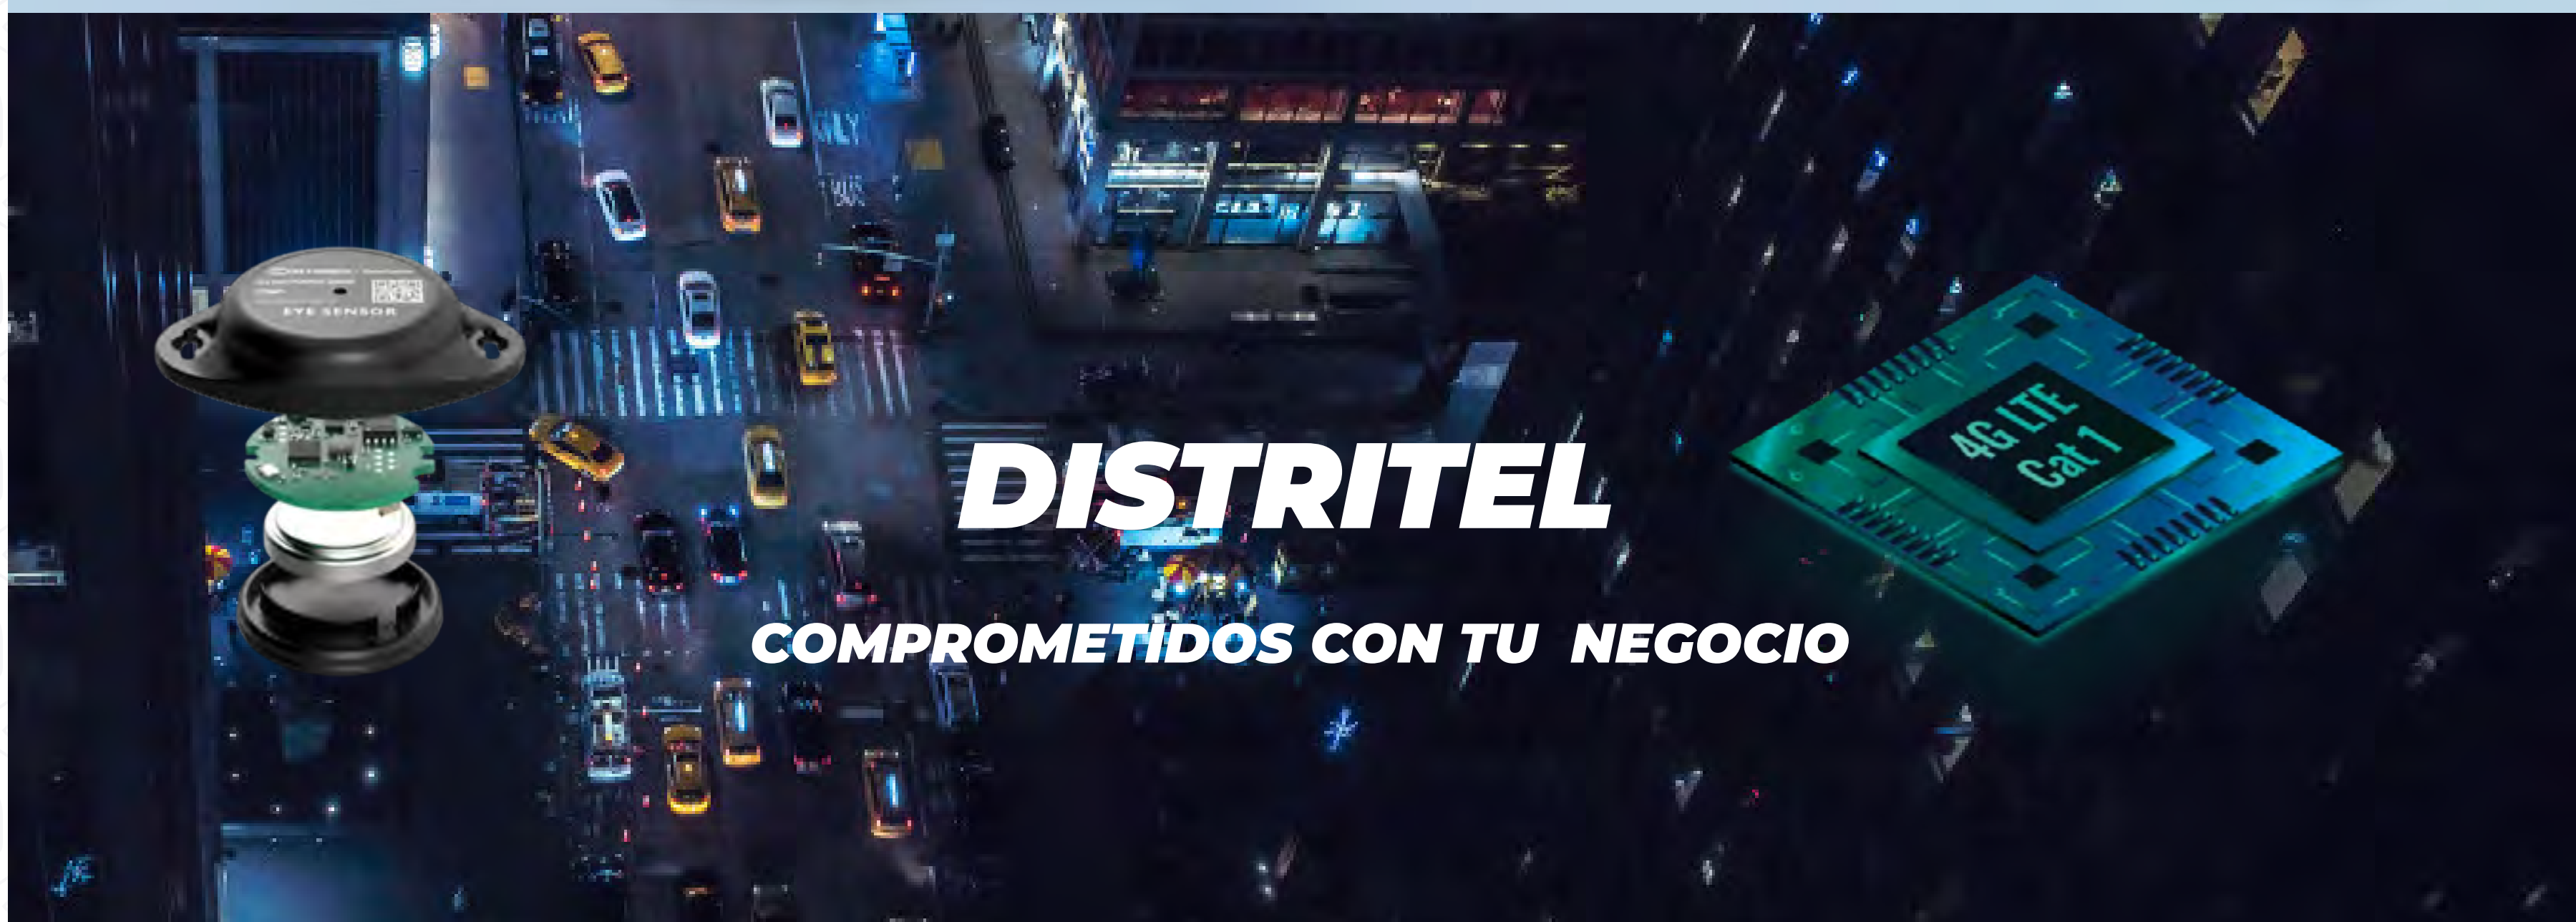 EYE SENSOR
4G LTE
Cat 1
DISTRITEL
COMPROMETIDOS CON TU  NEGOCIO